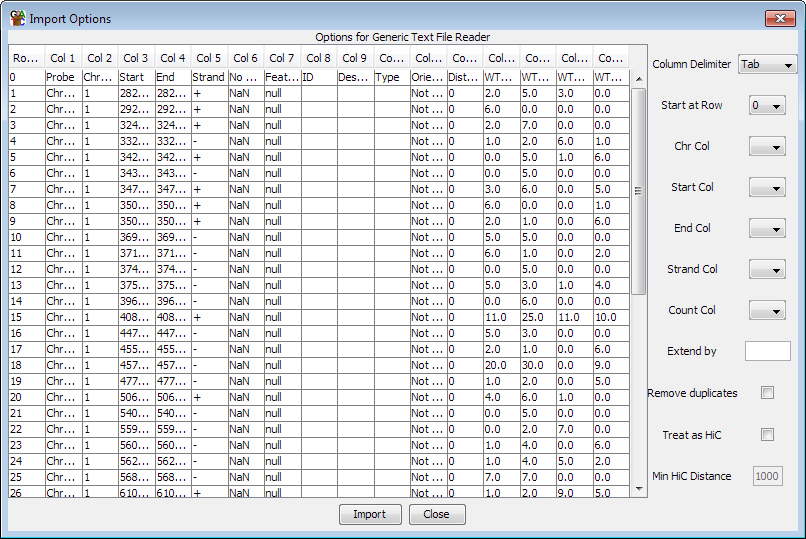 Import Options
Options for Generic Text File Reader
Ro... Col 1 Col 2 Col 3 Col 4 Col 5 Col 6 Col 7 Col 8 Col 9 Co... Col... Co... Col... Co... Col... Co...
0 Probe Chr... Start End Strand No ... Feat... ID Des... Type Orie... Dist... WT... WT... WT... WT...
1 Chr... 1 282... 282... + NaN null Not ... 0 2.0 5.0 3.0 0.0
2 Chr... 1 292... 292... + NaN null Not ... 0 6.0 0.0 0.0 0.0
3 Chr... 1 324... 324... + NaN null Not ... 0 2.0 7.0 0.0 0.0
4 Chr... 1 332... 332... - NaN null Not ... 0 1.0 2.0 6.0 1.0
5 Chr... 1 342... 342... + NaN null Not ... 0 0.0 5.0 1.0 6.0
6 Chr... 1 343... 343... - NaN null Not ... 0 0.0 5.0 0.0 0.0
7 Chr... 1 347... 347... + NaN null Not ... 0 3.0 6.0 0.0 5.0
8 Chr... 1 350... 350... + NaN null Not ... 0 6.0 0.0 0.0 1.0
9 Chr... 1 350... 350... + NaN null Not ... 0 2.0 1.0 0.0 6.0
10 Chr... 1 369... 369... - NaN null Not ... 0 5.0 5.0 0.0 0.0
11 Chr... 1 371... 371... - NaN null Not ... 0 6.0 1.0 0.0 2.0
12 Chr... 1 374... 374... - NaN null Not ... 0 0.0 5.0 0.0 0.0
13 Chr... 1 375... 375... - NaN null Not ... 0 5.0 3.0 1.0 4.0
14 Chr... 1 396... 396... - NaN null Not ... 0 0.0 6.0 0.0 0.0
15 Chr... 1 408... 408... + NaN null Not ... 0 11.0 25.0 11.0 10.0
16 Chr... 1 447... 447... - NaN null Not ... 0 5.0 3.0 0.0 0.0
17 Chr... 1 455... 455... - NaN null Not ... 0 2.0 1.0 0.0 6.0
18 Chr... 1 457... 457... - NaN null Not ... 0 20.0 30.0 0.0 9.0
19 Chr... 1 477... 477... - NaN null Not ... 0 1.0 2.0 0.0 5.0
20 Chr... 1 506... 506... + NaN null Not ... 0 4.0 6.0 1.0 0.0
21 Chr... 1 540... 540... - NaN null Not ... 0 0.0 5.0 0.0 0.0
22 Chr... 1 559... 559... - NaN null Not ... 0 0.0 2.0 7.0 0.0
23 Chr... 1 560... 560... - NaN null Not ... 0 1.0 4.0 0.0 6.0
24 Chr... 1 562... 562... - NaN null Not ... 0 1.0 4.0 5.0 2.0
25 Chr... 1 568... 568... - NaN null Not ... 0 7.0 7.0 0.0 0.0
26 Chr... 1 610... 610... + NaN null Not ... 0 1.0 2.0 9.0 5.0
Column Delimiter Tab
Start at Row 0
Chr Col
Start Col
End Col
Strand Col
Count Col
Extend by
Remove duplicates
Treat as HiC
Min HiC Distance 1000
Import Close